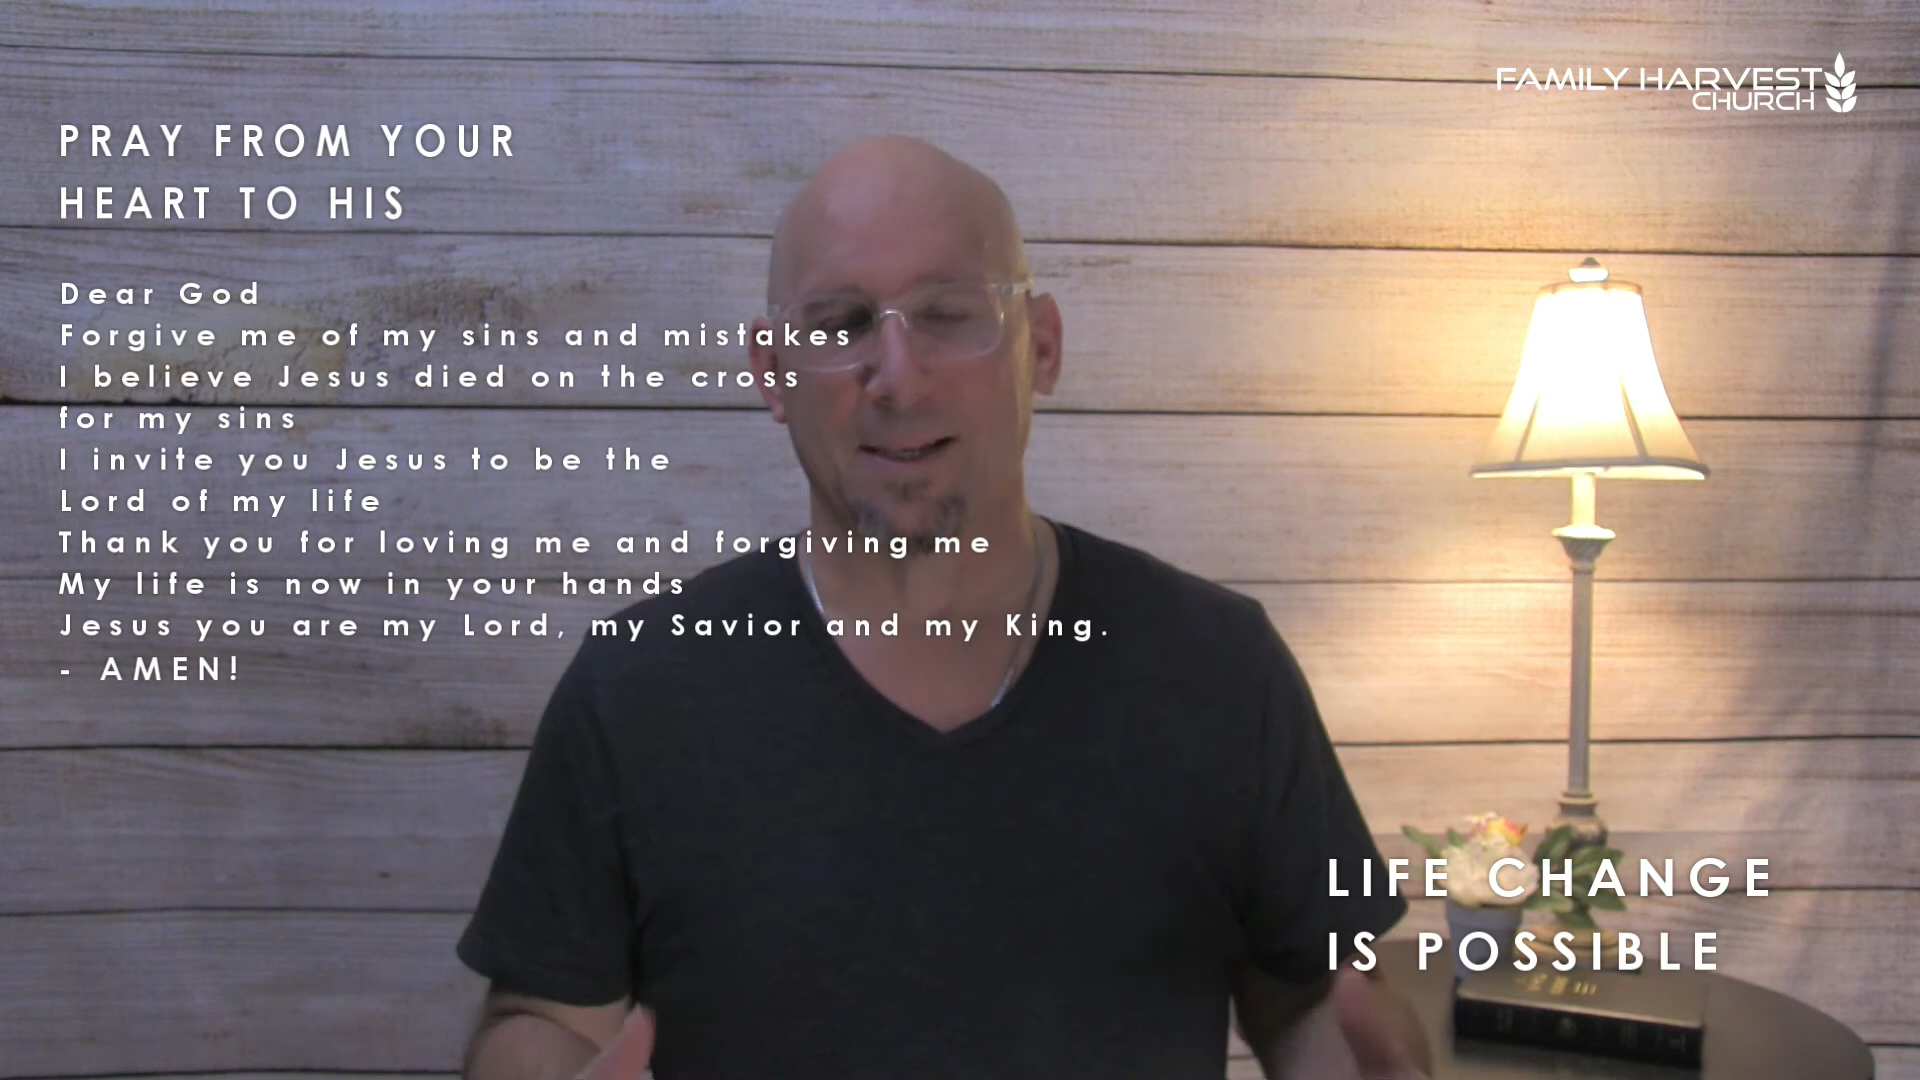 FAMILY HARVEST
CHURCH
PRAY FROM YOUR
HEART TO HIS
Dear God
Forgive me of my sins and mistakes
I believe Jesus died on the cross
for my sins
I invite you Jesus to be the
Lord of my life
Thank you for loving me and forgiving me
My life is now in your hands
Jesus you are my Lord, my Savior and my King.
- AMEN!
LIFE CHANGE
IS POSSIBLE